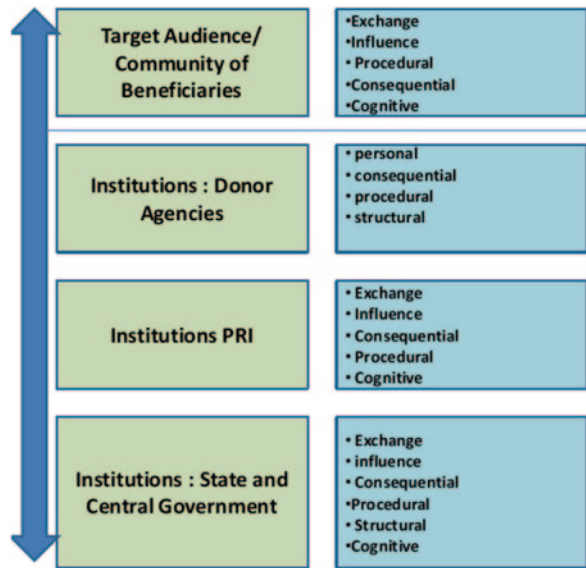 Target Audience/
Community of
Beneficiaries
•Exchange
•Influence
• Procedural
•Consequential
•Cognitive
Institutions : Donor
Agencies
• personal
• consequential
• procedural
• structural
Institutions PRI
• Exchange
• Influence
• Consequential
• Procedural
• Cognitive
Institutions : State and
Central Government
• Exchange
• influence
• Consequential
•Procedural
• Structural
•Cognitive